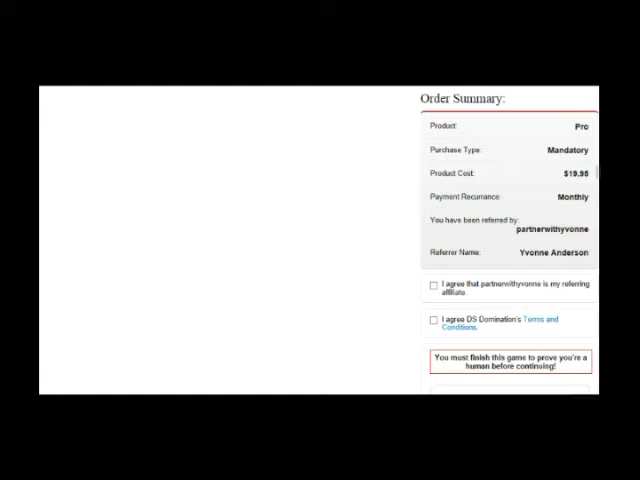 Order Summary:
Product: Pro
Purchase Type: Mandatory
Product Cost: $19.95
Payment Recurrance: Monthly
You have been referred by:
partnerwithyvonne
Referrer Name: Yvonne Anderson
I agree that partnerwithyvonne is my referring
affiliate.
I agree DS Domination's Terms and
Conditions.
You must finish this game to prove you're a
human before continuing!